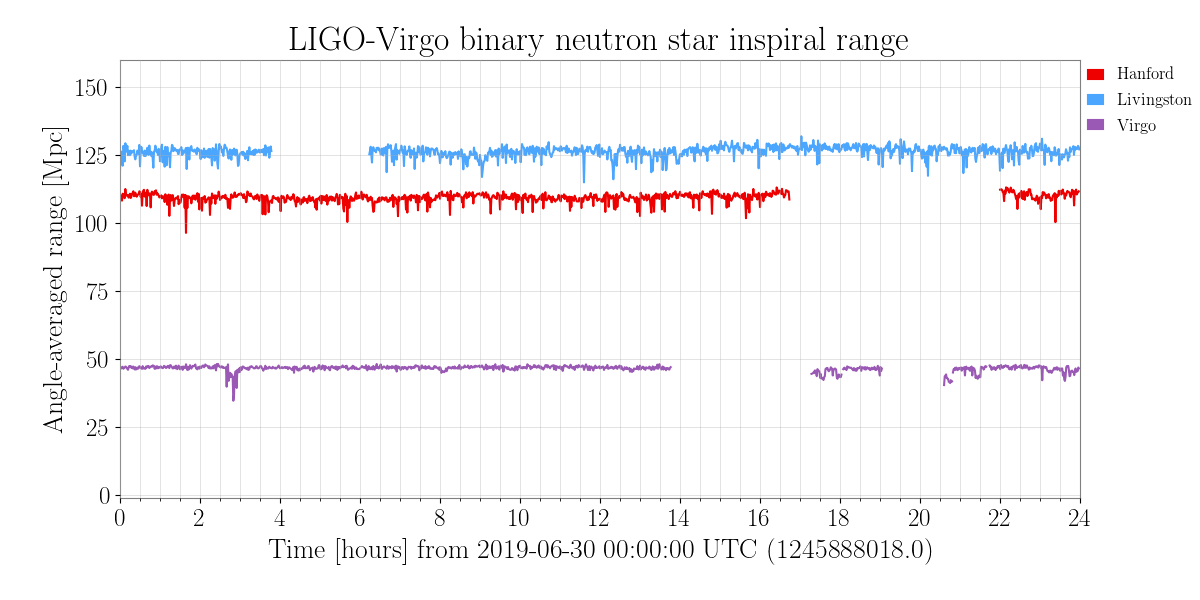 LIGO-Virgo binary neutron star inspiral range
Hanford
Livingston
Virgo
Angle-averaged range [Mpc]
150
125
100
75
50
25
0
0 2 4 6 8 10 12 14 16 18 20 22 24
Time [hours] from 2019-06-30 00:00:00 UTC (1245888018.0)